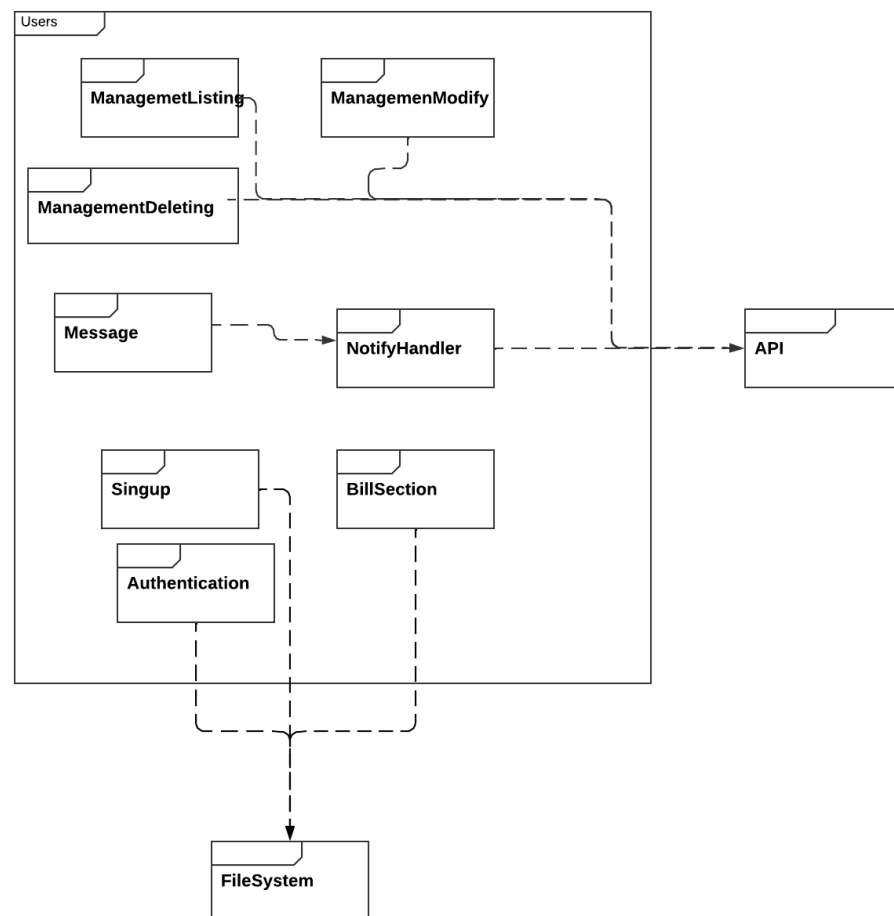 Users
ManagemetListing
ManagemenModify
ManagementDeleting
Message
NotifyHandler
API
Singup
BillSection
Authentication
FileSystem